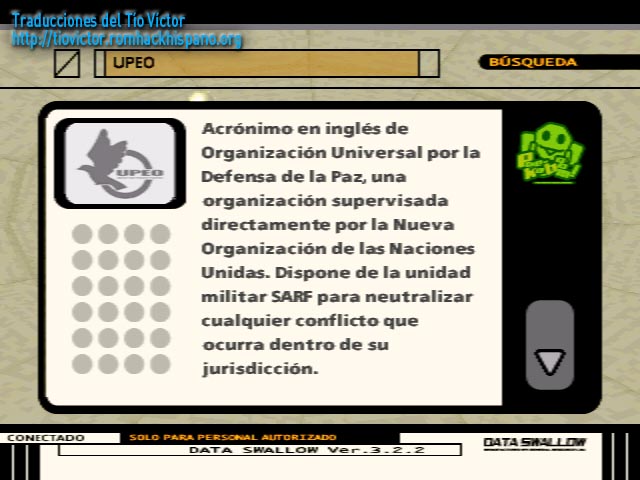 Traducciones del Tio Victor
http://tiovictor.romhackhispano.org
UPEO
BÚSQUEDA
UPEO
Acrónimo en inglés de
Organización Universal por la
Defensa de la Paz, una
organización supervisada
directamente por la Nueva
Organización de las Naciones
Unidas. Dispone de la unidad
militar SARF para neutralizar
cualquier conflicto que
ocurra dentro de su
jurisdicción.
CONECTADO
SOLO PARA PERSONAL AUTORIZADO
DATA SWALLOW
DATA SWALLOW Ver.3.2.2